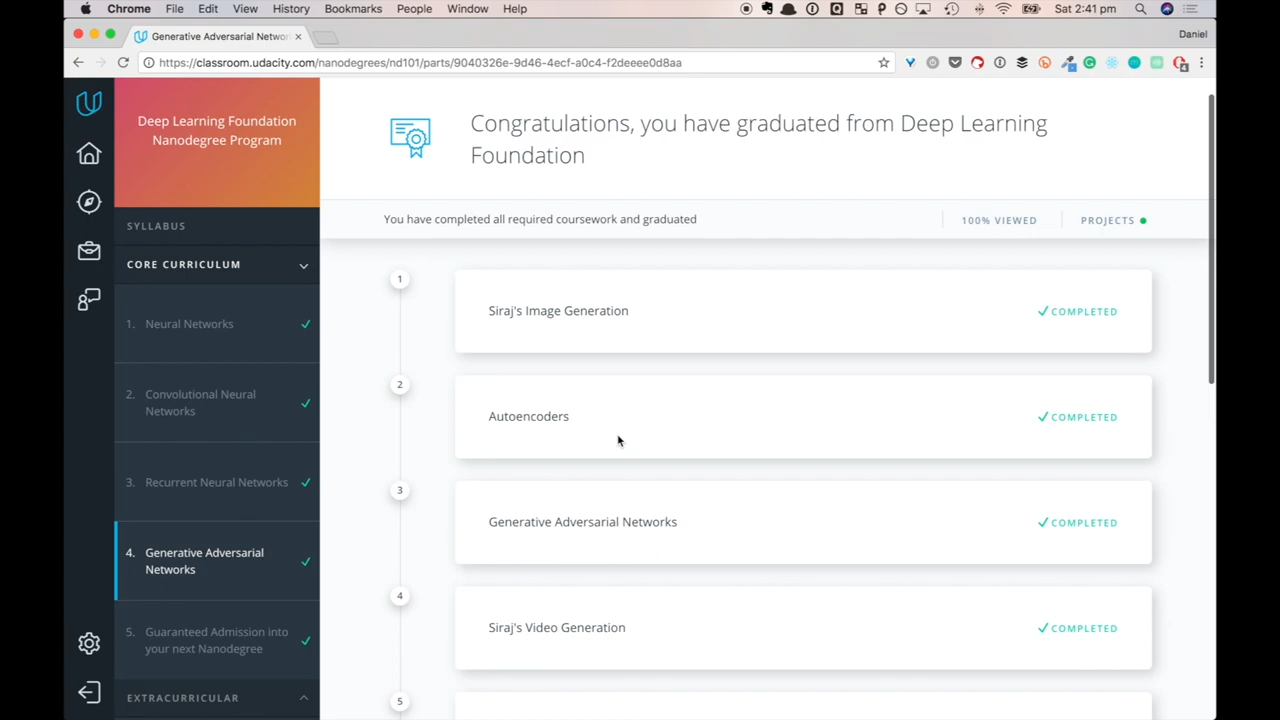 Chrome File Edit View History Bookmarks People Window Help Sat 2:41 pm
Generative Adversarial Networ
Daniel
https://classroom.udacity.com/nanodegrees/nd101/parts/9040326e-9d46-4ecf-a0c4-f2deeee0d8aa
Deep Learning Foundation
Nanodegree Program
SYLLABUS
CORE CURRICULUM
1. Neural Networks
2. Convolutional Neural
Networks
3. Recurrent Neural Networks
4. Generative Adversarial
Networks
5. Guaranteed Admission into
your next Nanodegree
EXTRACURRICULAR
Congratulations, you have graduated from Deep Learning
Foundation
You have completed all required coursework and graduated
100% VIEWED
PROJECTS
1
Siraj's Image Generation
COMPLETED
2
Autoencoders
COMPLETED
3
Generative Adversarial Networks
COMPLETED
4
Siraj's Video Generation
COMPLETED
5